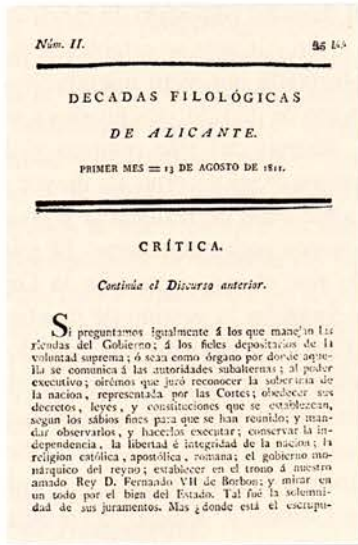 Núm. II.
DECADAS FILOLÓGICAS
DE ALICANTE.
PRIMER MES = 13 DE AGOSTO DE 1811.
CRÍTICA.
Continúa el Discurso anterior.
Si preguntamos igualmente á los que manejan las
riendas del Gobierno; á los fieles depositarios de la
voluntad suprema; ó sean como órgano por donde aque-
lla se comunica á las autoridades subalternas; al poder
executivo; oirémos que juró reconocer la soberania de
la nacion, representada por las Cortes; obedecer sus
decretos, leyes, y constituciones que se establezcan,
segun los sábios fines para que se han reunido; y man-
dar observarlos, y hacerlos executar; conservar la in-
dependencia, la libertad é integridad de la nacion; la
religion católica, apostólica, romana; el gobierno mo-
nárquico del reyno; establecer en el trono á nuestro
amado Rey D. Fernando VII de Borbon; y mirar en
un todo por el bien del Estado. Tal fué la solemni-
dad de sus juramentos. Mas ¿donde está el escrupu-